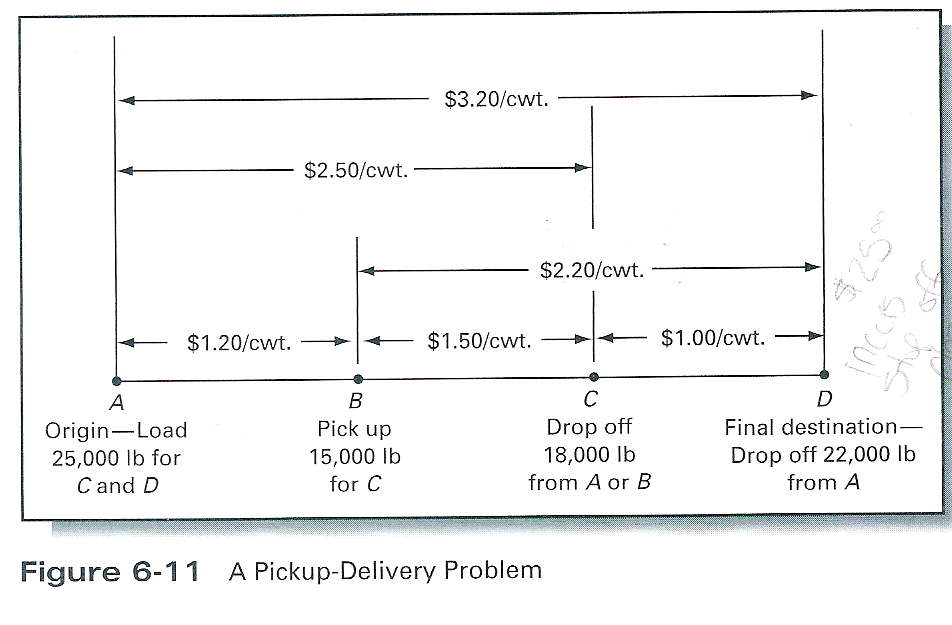 $3.20/cwt.
$2.50/cwt.
$2.20/cwt.
$1.20/cwt.
$1.50/cwt.
$1.00/cwt.
A
B
C
D
Origin—Load
25,000 lb for
C and D
Pick up
15,000 lb
for C
Drop off
18,000 lb
from A or B
Final destination—
Drop off 22,000 lb
from A
$25
Figure 6-11 A Pickup-Delivery Problem